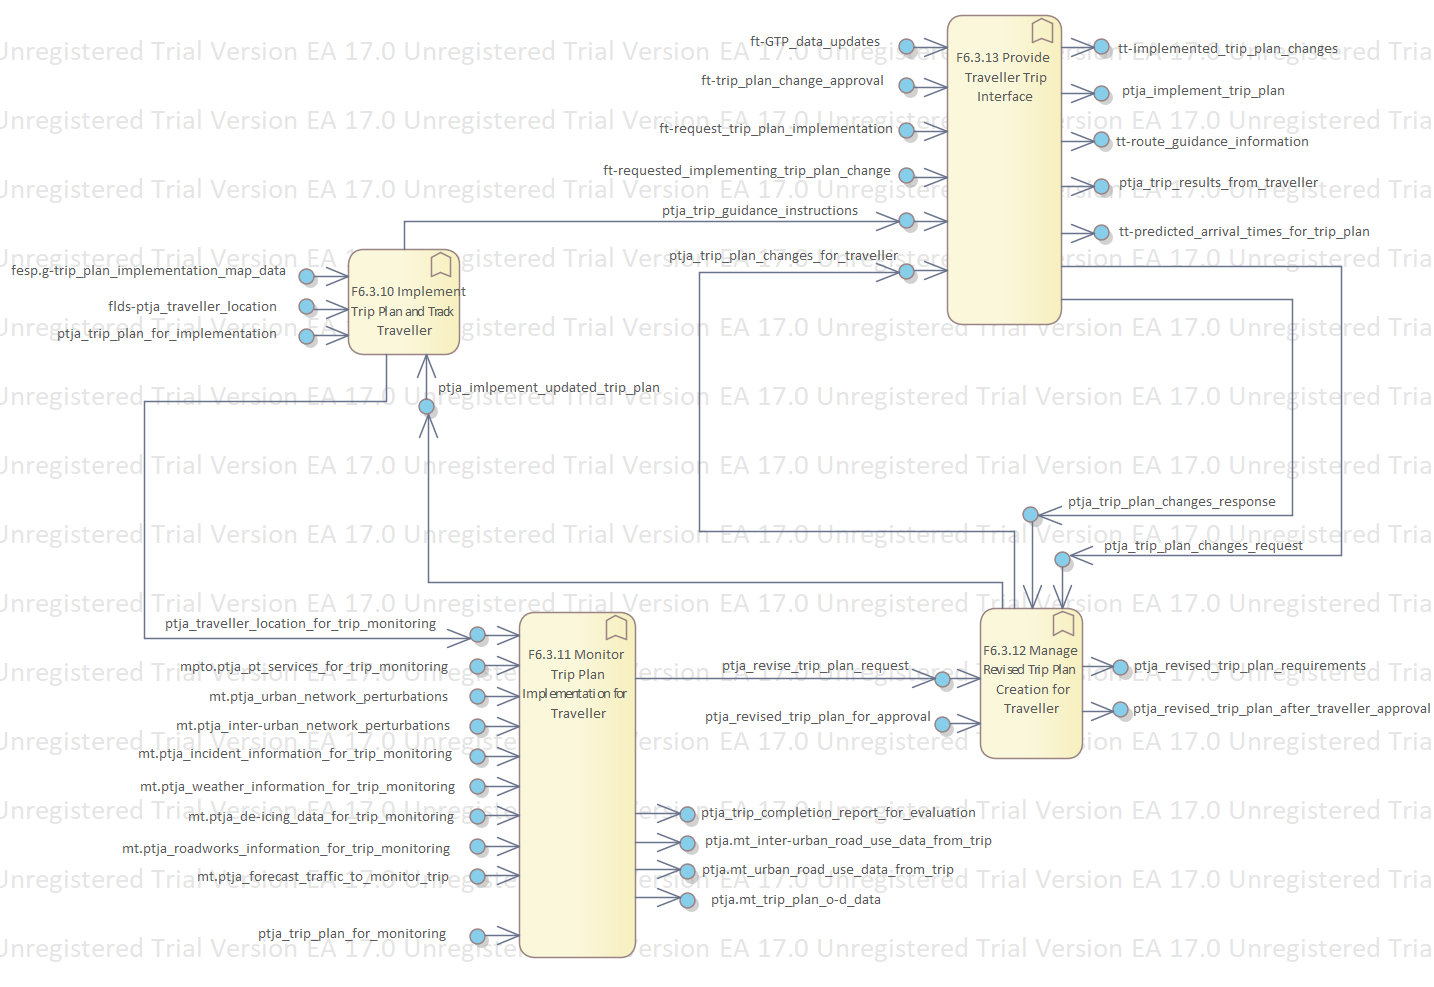 ft-GTP_data_updates
ft-trip_plan_change_approval
ft-request_trip_plan_implementation
ft-requested_implementing_trip_plan_change
ptja_trip_guidance_instructions
ptja_trip_plan_changes_for_traveller
F6.3.13 Provide
Traveller Trip
Interface
tt-implemented_trip_plan_changes
ptja_implement_trip_plan
tt-route_guidance_information
ptja_trip_results_from_traveller
tt-predicted_arrival_times_for_trip_plan
fesp.g-trip_plan_implementation_map_data
flds-ptja_traveller_location
ptja_trip_plan_for_implementation
F6.3.10 Implement
Trip Plan and Track
Traveller
ptja_imlpement_updated_trip_plan
ptja_trip_plan_changes_response
ptja_trip_plan_changes_request
ptja_traveller_location_for_trip_monitoring
mpto.ptja_pt_services_for_trip_monitoring
mt.ptja_urban_network_perturbations
mt.ptja_inter-urban_network_perturbations
mt.ptja_incident_information_for_trip_monitoring
mt.ptja_weather_information_for_trip_monitoring
mt.ptja_de-icing_data_for_trip_monitoring
mt.ptja_roadworks_information_for_trip_monitoring
mt.ptja_forecast_traffic_to_monitor_trip
ptja_trip_plan_for_monitoring
F6.3.11 Monitor
Trip Plan
Implementation for
Traveller
ptja_revise_trip_plan_request
ptja_revised_trip_plan_for_approval
F6.3.12 Manage
Revised Trip Plan
Creation for
Traveller
ptja_revised_trip_plan_requirements
ptja_revised_trip_plan_after_traveller_approval
ptja_trip_completion_report_for_evaluation
ptja.mt_inter-urban_road_use_data_from_trip
ptja.mt_urban_road_use_data_from_trip
ptja.mt_trip_plan_o-d_data
Unregistered Trial Version EA 17.0 Unregistered Trial Version EA 17.0 Unregistered Trial Version EA 17.0 Unregistered Tria
Unregistered Trial Version EA 17.0 Unregistered Trial Version EA 17.0 Unregistered Trial Version EA 17.0 Unregistered Tria
Unregistered Trial Version EA 17.0 Unregistered Trial Version EA 17.0 Unregistered Trial Version EA 17.0 Unregistered Tria
Unregistered Trial Version EA 17.0 Unregistered Trial Version EA 17.0 Unregistered Trial Version EA 17.0 Unregistered Tria
Unregistered Trial Version EA 17.0 Unregistered Trial Version EA 17.0 Unregistered Trial Version EA 17.0 Unregistered Tria
Unregistered Trial Version EA 17.0 Unregistered Trial Version EA 17.0 Unregistered Trial Version EA 17.0 Unregistered Tria
Unregistered Trial Version EA 17.0 Unregistered Trial Version EA 17.0 Unregistered Trial Version EA 17.0 Unregistered Tria
Unregistered Trial Version EA 17.0 Unregistered Trial Version EA 17.0 Unregistered Trial Version EA 17.0 Unregistered Tria
Unregistered Trial Version EA 17.0 Unregistered Trial Version EA 17.0 Unregistered Trial Version EA 17.0 Unregistered Tria
Unregistered Trial Version EA 17.0 Unregistered Trial Version EA 17.0 Unregistered Trial Version EA 17.0 Unregistered Tria
Unregistered Trial Version EA 17.0 Unregistered Trial Version EA 17.0 Unregistered Trial Version EA 17.0 Unregistered Tria
Unregistered Trial Version EA 17.0 Unregistered Trial Version EA 17.0 Unregistered Trial Version EA 17.0 Unregistered Tria
Unregistered Trial Version EA 17.0 Unregistered Trial Version EA 17.0 Unregistered Trial Version EA 17.0 Unregistered Tria
Unregistered Trial Version EA 17.0 Unregistered Trial Version EA 17.0 Unregistered Trial Version EA 17.0 Unregistered Tria